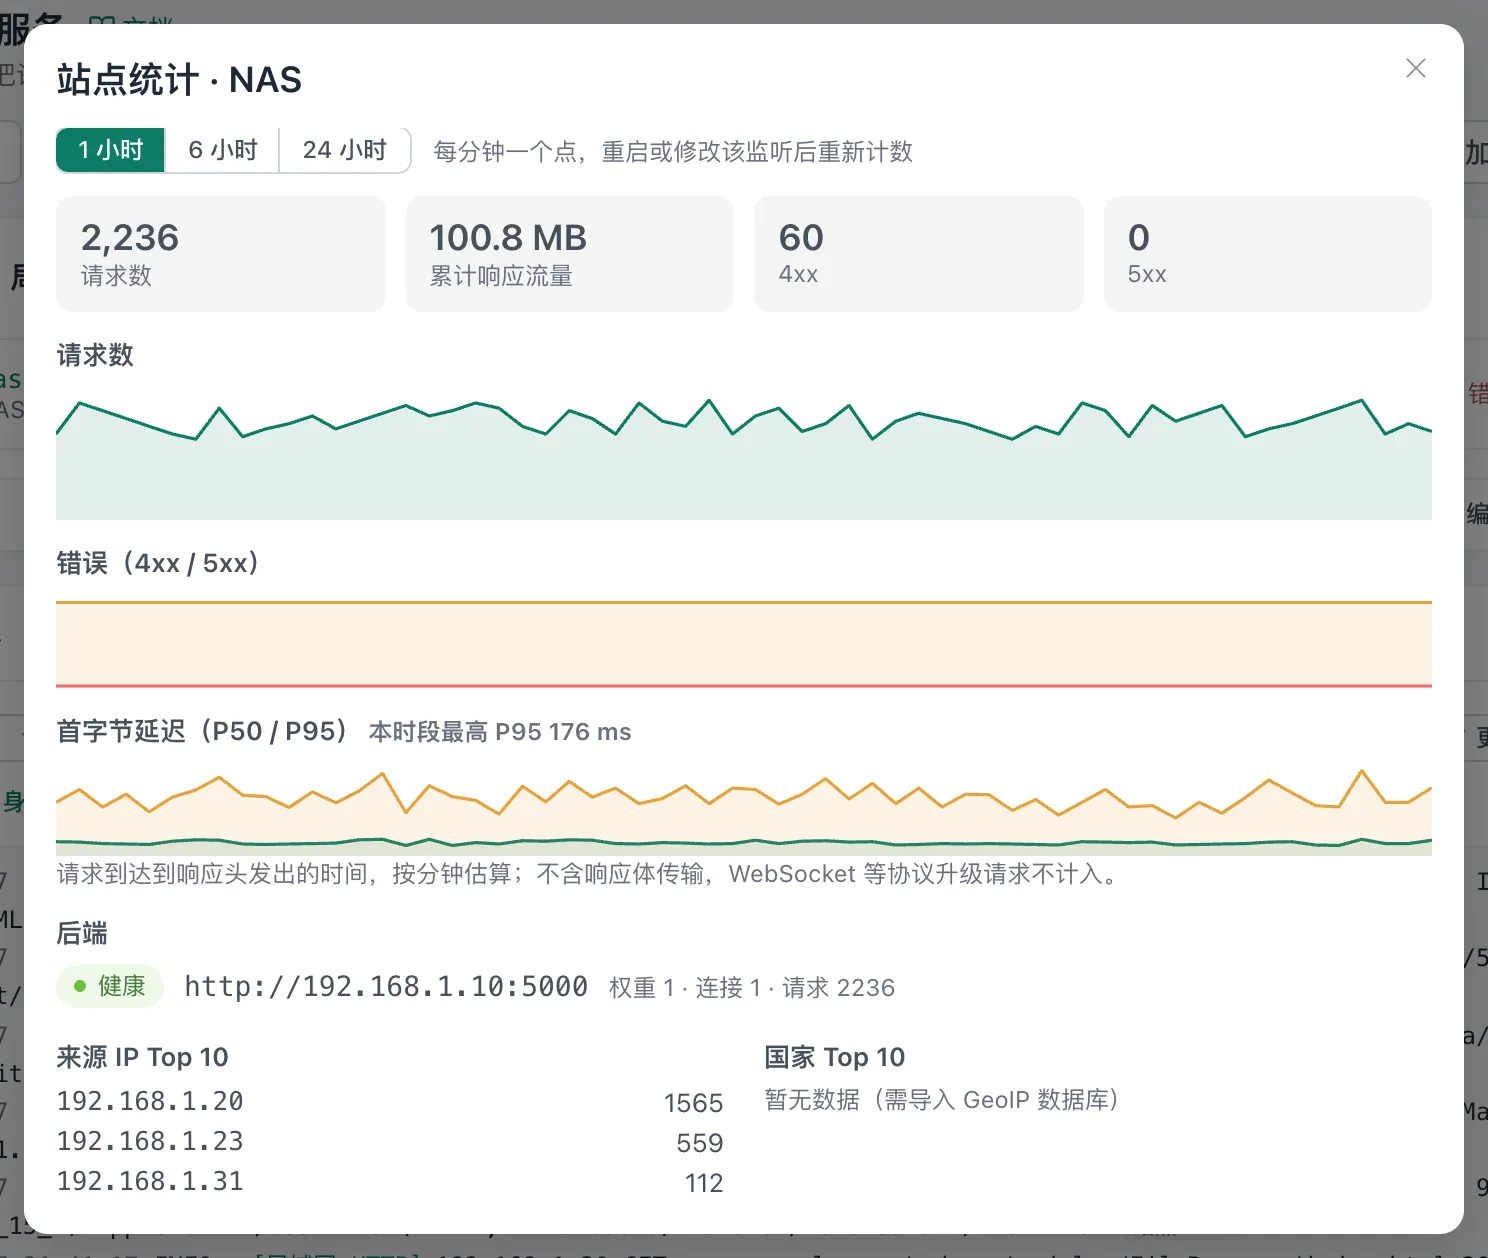 站点统计 · NAS
1 小时 6 小时 24 小时 每分钟一个点，重启或修改该监听后重新计数
2,236 100.8 MB 60 0
请求数 累计响应流量 4xx 5xx
请求数
错误（4xx / 5xx）
首字节延迟（P50 / P95） 本时段最高 P95 176 ms
请求到达到响应头发出的时间，按分钟估算；不含响应体传输，WebSocket 等协议升级请求不计入。
后端
健康 http://192.168.1.10:5000 权重 1 · 连接 1 · 请求 2236
来源 IP Top 10 国家 Top 10
192.168.1.20 1565 暂无数据（需导入 GeoIP 数据库）
192.168.1.23 559
192.168.1.31 112